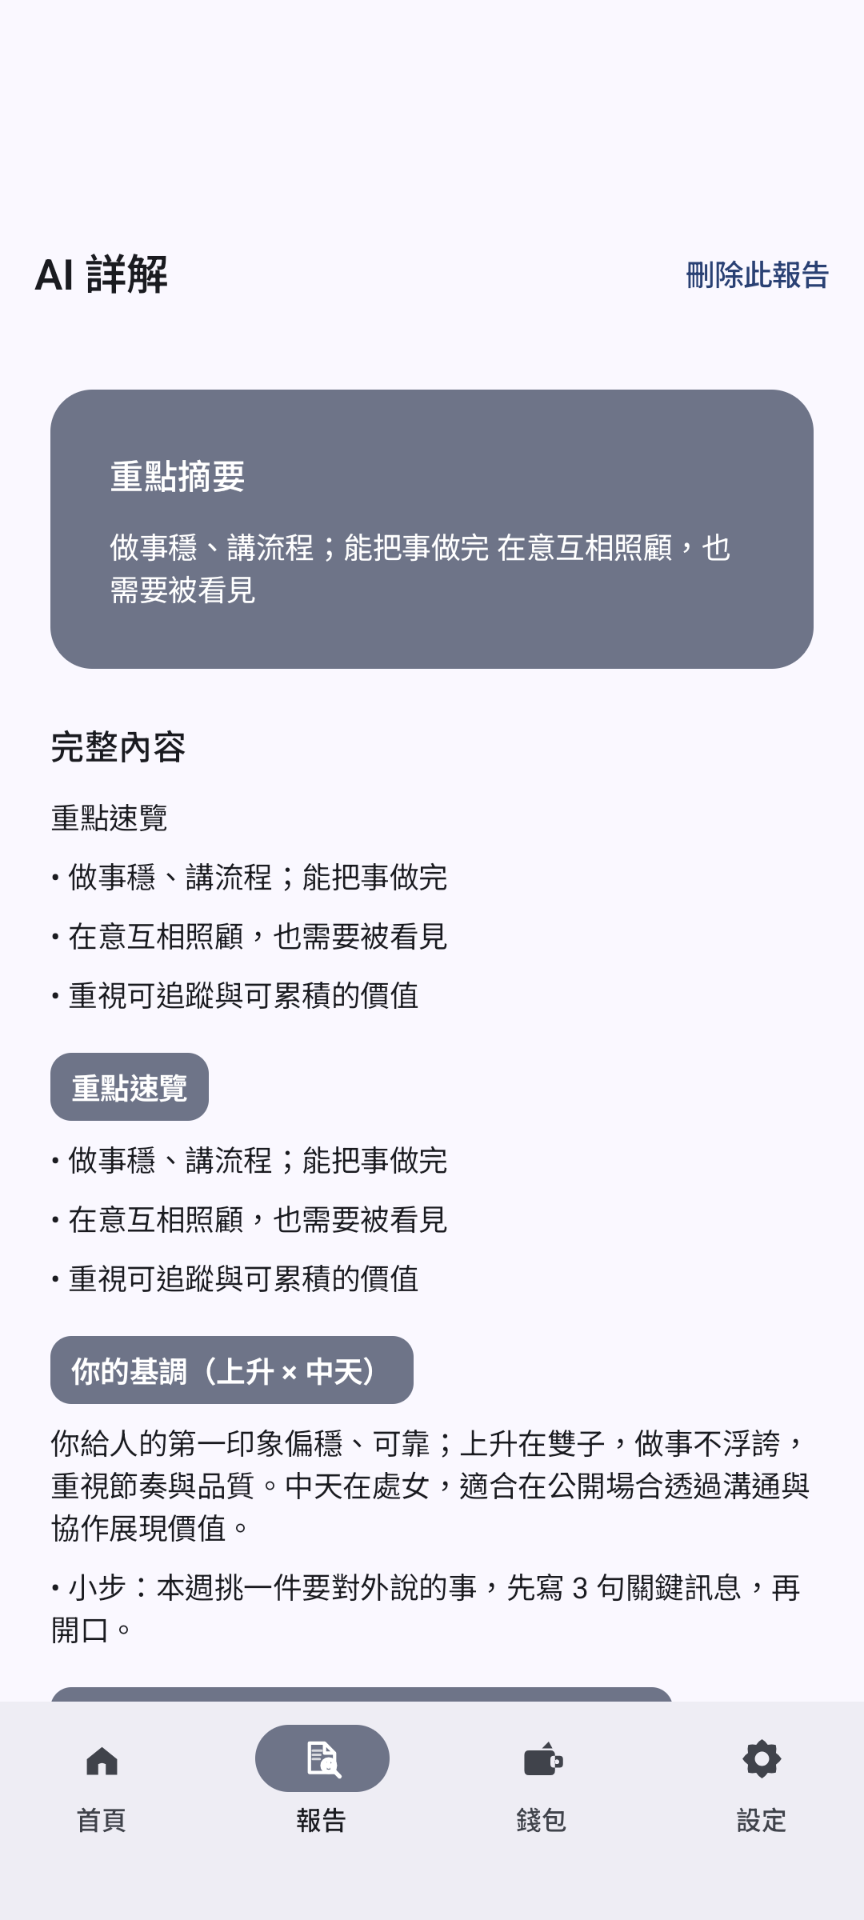 AI 詳解
刪除此報告
重點摘要
做事穩、講流程；能把事做完 在意互相照顧，也
需要被看見
完整內容
重點速覽
• 做事穩、講流程；能把事做完
• 在意互相照顧，也需要被看見
• 重視可追蹤與可累積的價值
重點速覽
• 做事穩、講流程；能把事做完
• 在意互相照顧，也需要被看見
• 重視可追蹤與可累積的價值
你的基調（上升 × 中天）
你給人的第一印象偏穩、可靠；上升在雙子，做事不浮誇，
重視節奏與品質。中天在處女，適合在公開場合透過溝通與
協作展現價值。
• 小步：本週挑一件要對外說的事，先寫 3 句關鍵訊息，再
開口。
首頁
報告
錢包
設定